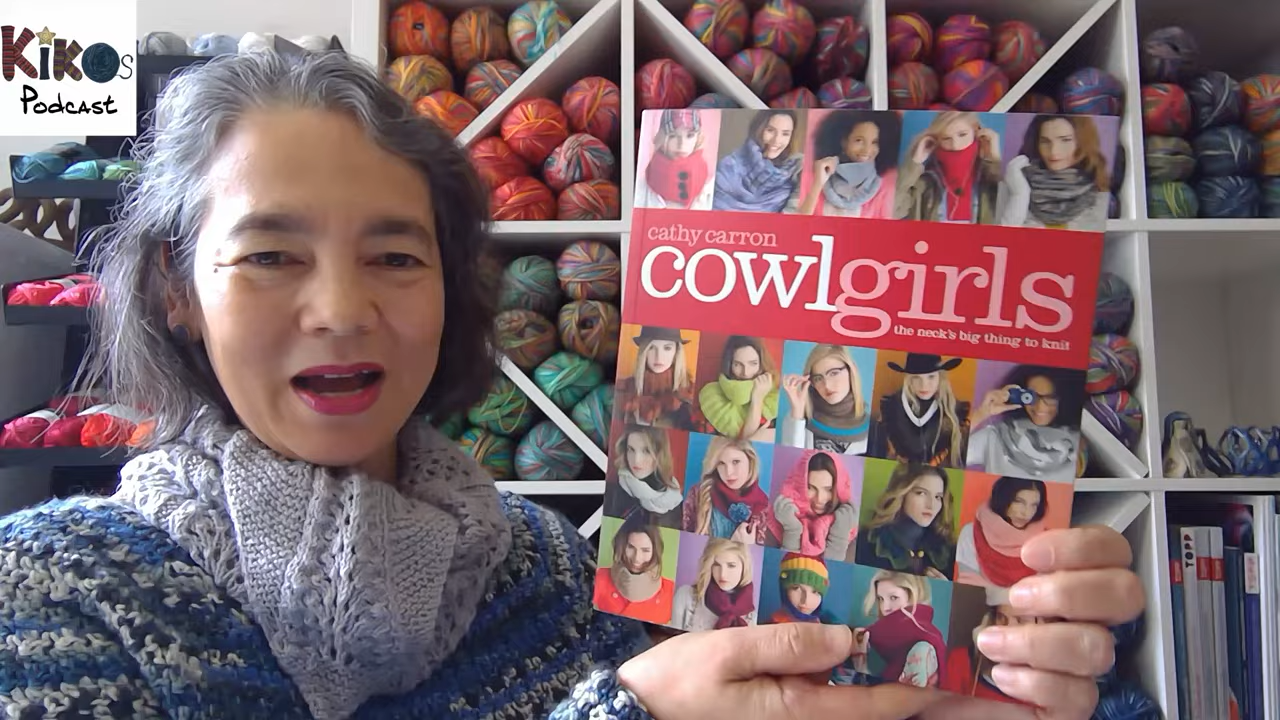 KiKOs
Podcast
cathy carron
cowlgirls
the neck's big thing to knit
TOPP